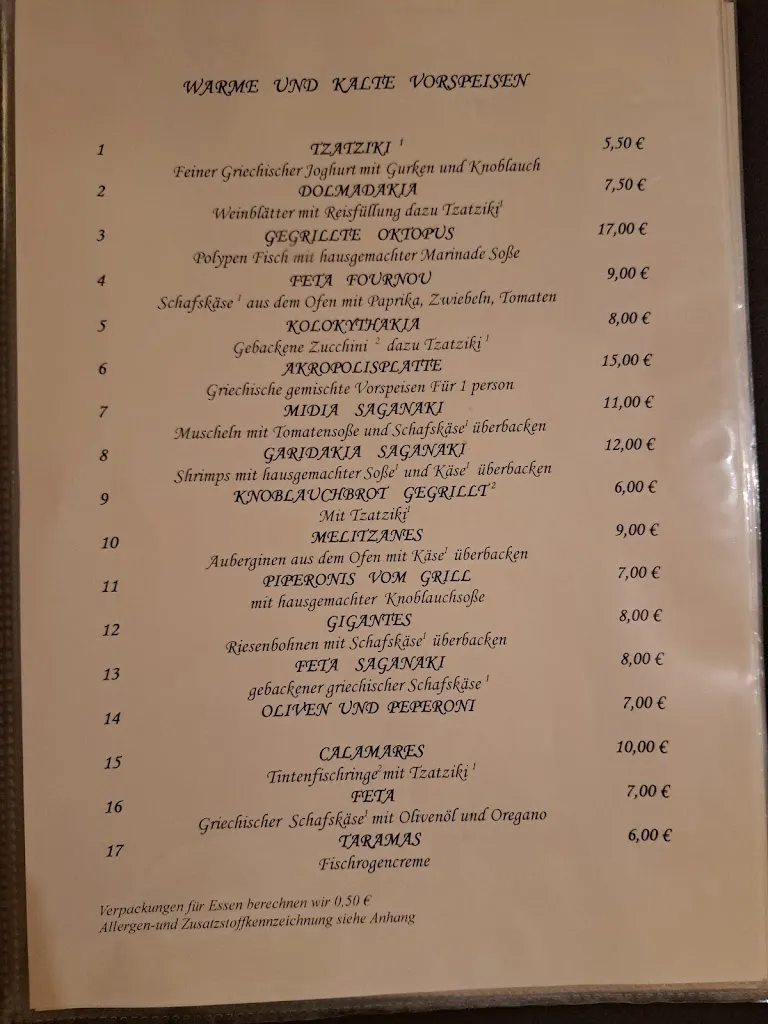 WARME UND KALTE VORSPEISEN
1 TZATZIKI ¹ 5,50 €
Feiner Griechischer Joghurt mit Gurken und Knoblauch
2 DOLMADAKIA 7,50 €
Weinblätter mit Reisfüllung dazu Tzatziki¹
3 GEGRILLTE OKTOPUS 17,00 €
Polypen Fisch mit hausgemachter Marinade Soße
4 FETA FOURNOU 9,00 €
Schafskäse ¹ aus dem Ofen mit Paprika, Zwiebeln, Tomaten
5 KOLOKYTHAKIA 8,00 €
Gebackene Zucchini ² dazu Tzatziki ¹
6 AKROPOLISPLATTE 15,00 €
Griechische gemischte Vorspeisen Für 1 person
7 MIDIA SAGANAKI 11,00 €
Muscheln mit Tomatensoße und Schafskäse¹ überbacken
8 GARIDAKIA SAGANAKI 12,00 €
Shrimps mit hausgemachter Soße¹ und Käse¹ überbacken
9 KNOBLAUCHBROT GEGRILLT ² 6,00 €
Mit Tzatziki¹
10 MELITZANES 9,00 €
Auberginen aus dem Ofen mit Käse¹ überbacken
11 PIPERONIS VOM GRILL 7,00 €
mit hausgemachter Knoblauchsoße
12 GIGANTES 8,00 €
Riesenbohnen mit Schafskäse¹ überbacken
13 FETA SAGANAKI 8,00 €
gebackener griechischer Schafskäse ¹
14 OLIVEN UND PEPERONI 7,00 €
15 CALAMARES 10,00 €
Tintenfischringe² mit Tzatziki ¹
16 FETA 7,00 €
Griechischer Schafskäse¹ mit Olivenöl und Oregano
17 TARAMAS 6,00 €
Fischrogencreme
Verpackungen für Essen berechnen wir 0,50 €
Allergen-und Zusatzstoffkennzeichnung siehe Anhang